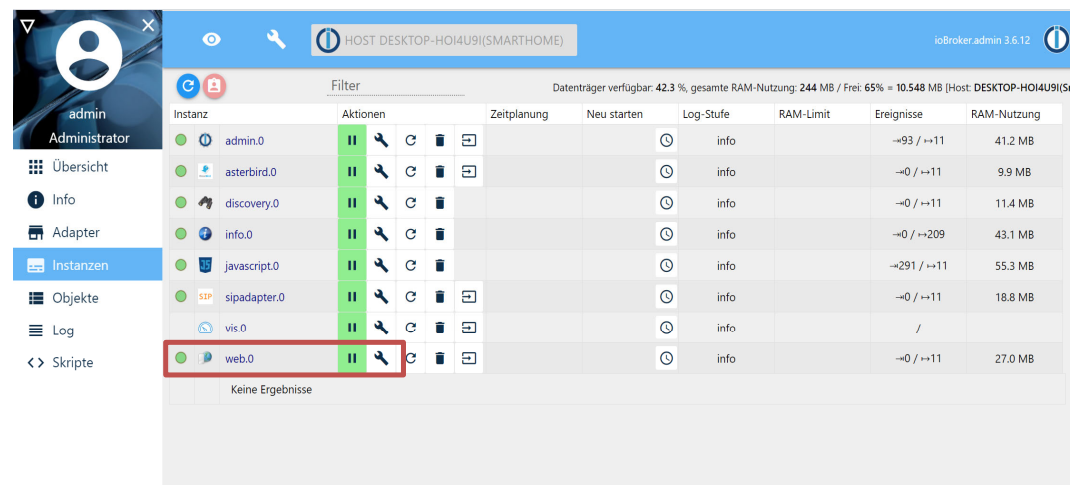 HOST DESKTOP-HOI4U9I(SMARTHOME)
ioBroker.admin 3.6.12
admin
Administrator
Übersicht
Info
Adapter
Instanzen
Objekte
Log
Skripte
Filter
Datenträger verfügbar: 42.3 %, gesamte RAM-Nutzung: 244 MB / Frei: 65% = 10.548 MB [Host: DESKTOP-HOI4U9I(Sm
Instanz Aktionen Zeitplanung Neu starten Log-Stufe RAM-Limit Ereignisse RAM-Nutzung
admin.0 info ⇥93 / ↦11 41.2 MB
asterbird.0 info ⇥0 / ↦11 9.9 MB
discovery.0 info ⇥0 / ↦11 11.4 MB
info.0 info ⇥0 / ↦209 43.1 MB
JS javascript.0 info ⇥291 / ↦11 55.3 MB
SIP sipadapter.0 info ⇥0 / ↦11 18.8 MB
vis.0 info /
web.0 info ⇥0 / ↦11 27.0 MB
Keine Ergebnisse